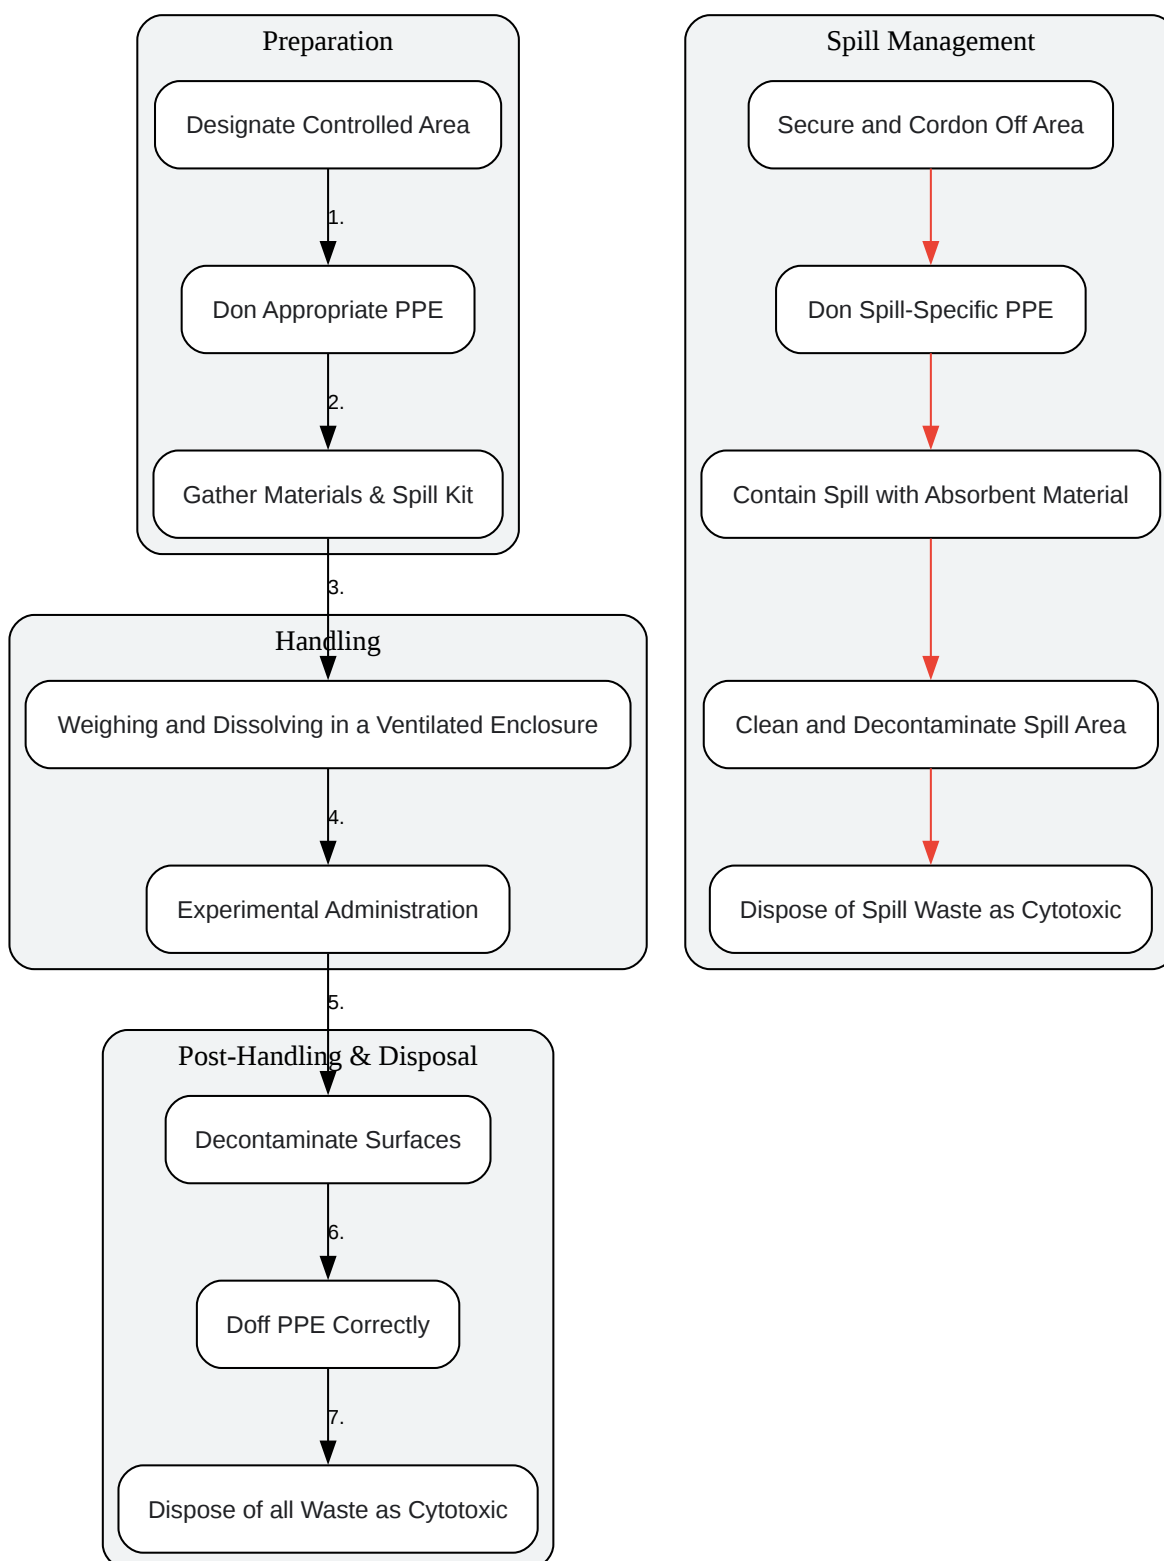 Preparation
Designate Controlled Area
1.
Don Appropriate PPE
2.
Gather Materials & Spill Kit
3.
Handling
Weighing and Dissolving in a Ventilated Enclosure
4.
Experimental Administration
5.
Post-Handling & Disposal
Decontaminate Surfaces
6.
Doff PPE Correctly
7.
Dispose of all Waste as Cytotoxic
Spill Management
Secure and Cordon Off Area
Don Spill-Specific PPE
Contain Spill with Absorbent Material
Clean and Decontaminate Spill Area
Dispose of Spill Waste as Cytotoxic